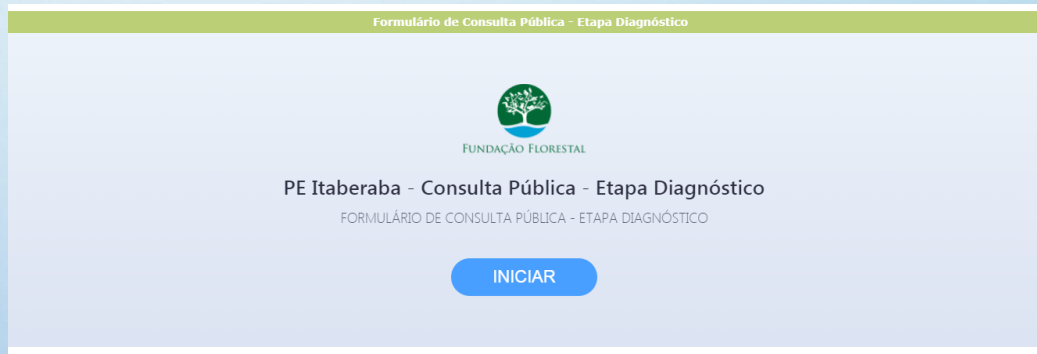 Formulário de Consulta Pública - Etapa Diagnóstico
FUNDAÇÃO FLORESTAL
PE Itaberaba - Consulta Pública - Etapa Diagnóstico
FORMULÁRIO DE CONSULTA PÚBLICA - ETAPA DIAGNÓSTICO
INICIAR